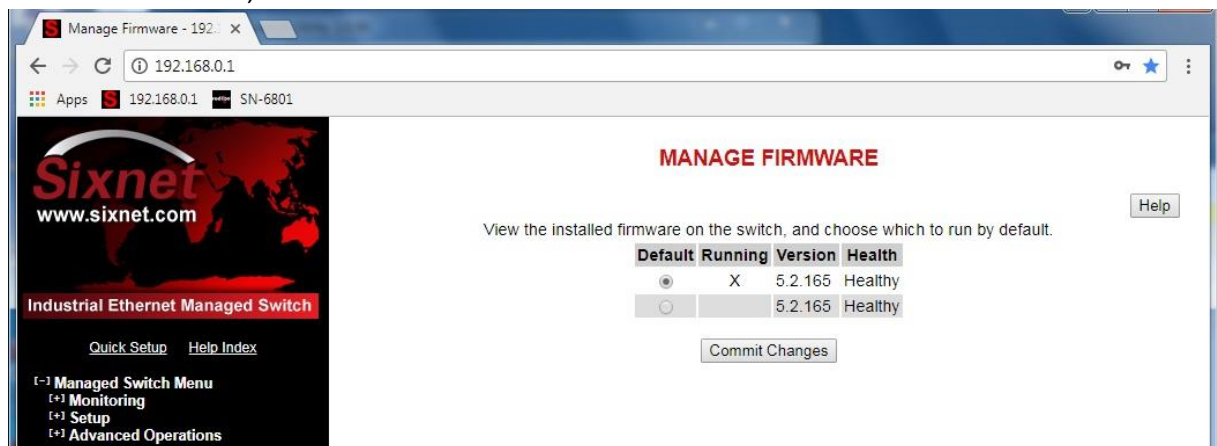 Manage Firmware - 192.
192.168.0.1
Apps 192.168.0.1 SN-6801
Sixnet
www.sixnet.com
Industrial Ethernet Managed Switch
Quick Setup Help Index
[-] Managed Switch Menu
[+] Monitoring
[+] Setup
[+] Advanced Operations
MANAGE FIRMWARE
Help
View the installed firmware on the switch, and choose which to run by default.
Default Running Version Health
X 5.2.165 Healthy
5.2.165 Healthy
Commit Changes